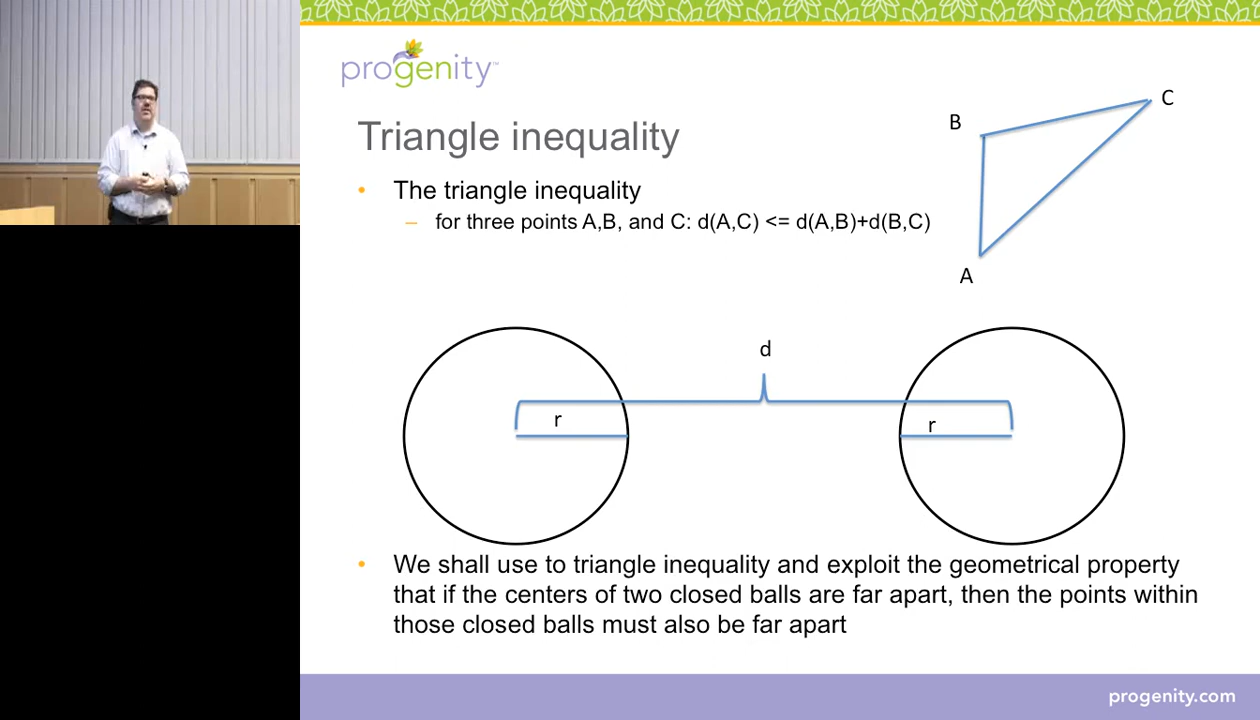 progenity™
Triangle inequality
• The triangle inequality
– for three points A,B, and C: d(A,C) <= d(A,B)+d(B,C)
C
B
A
d
r
r
• We shall use to triangle inequality and exploit the geometrical property
that if the centers of two closed balls are far apart, then the points within
those closed balls must also be far apart
progenity.com